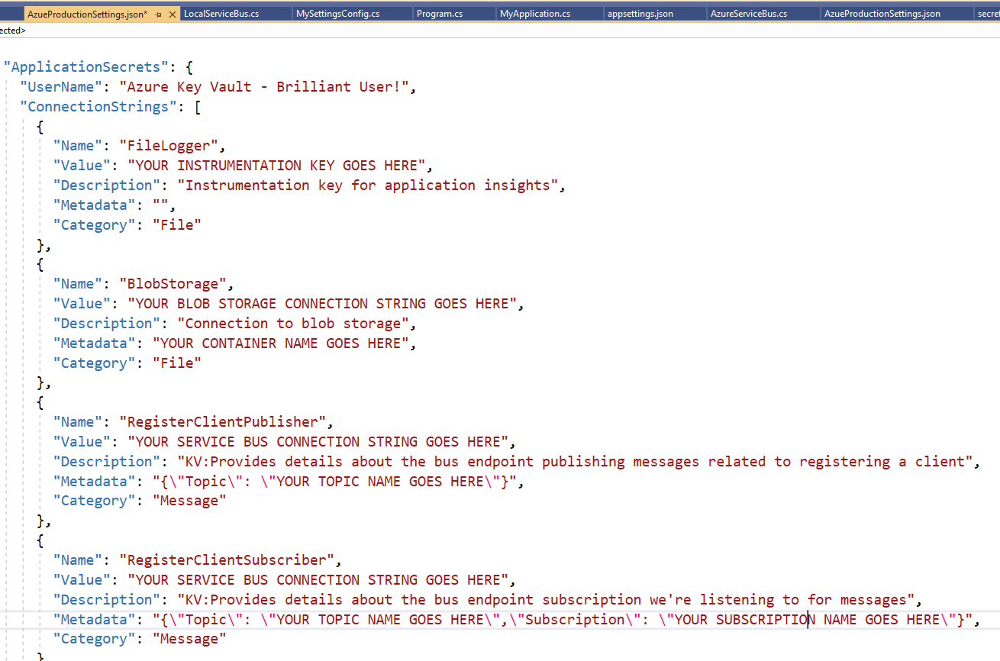 AzueProductionSettings.json*
LocalServiceBus.cs
MySettingsConfig.cs
Program.cs
MyApplication.cs
appsettings.json
AzureServiceBus.cs
AzueProductionSettings.json
secre
ected>
"ApplicationSecrets": {
"UserName": "Azure Key Vault - Brilliant User!",
"ConnectionStrings": [
{
"Name": "FileLogger",
"Value": "YOUR INSTRUMENTATION KEY GOES HERE",
"Description": "Instrumentation key for application insights",
"Metadata": "",
"Category": "File"
},
{
"Name": "BlobStorage",
"Value": "YOUR BLOB STORAGE CONNECTION STRING GOES HERE",
"Description": "Connection to blob storage",
"Metadata": "YOUR CONTAINER NAME GOES HERE",
"Category": "File"
},
{
"Name": "RegisterClientPublisher",
"Value": "YOUR SERVICE BUS CONNECTION STRING GOES HERE",
"Description": "KV:Provides details about the bus endpoint publishing messages related to registering a client",
"Metadata": "{\"Topic\": \"YOUR TOPIC NAME GOES HERE\"}",
"Category": "Message"
},
{
"Name": "RegisterClientSubscriber",
"Value": "YOUR SERVICE BUS CONNECTION STRING GOES HERE",
"Description": "KV:Provides details about the bus endpoint subscription we're listening to for messages",
"Metadata": "{\"Topic\": \"YOUR TOPIC NAME GOES HERE\",\"Subscription\": \"YOUR SUBSCRIPTION NAME GOES HERE\"}",
"Category": "Message"
}